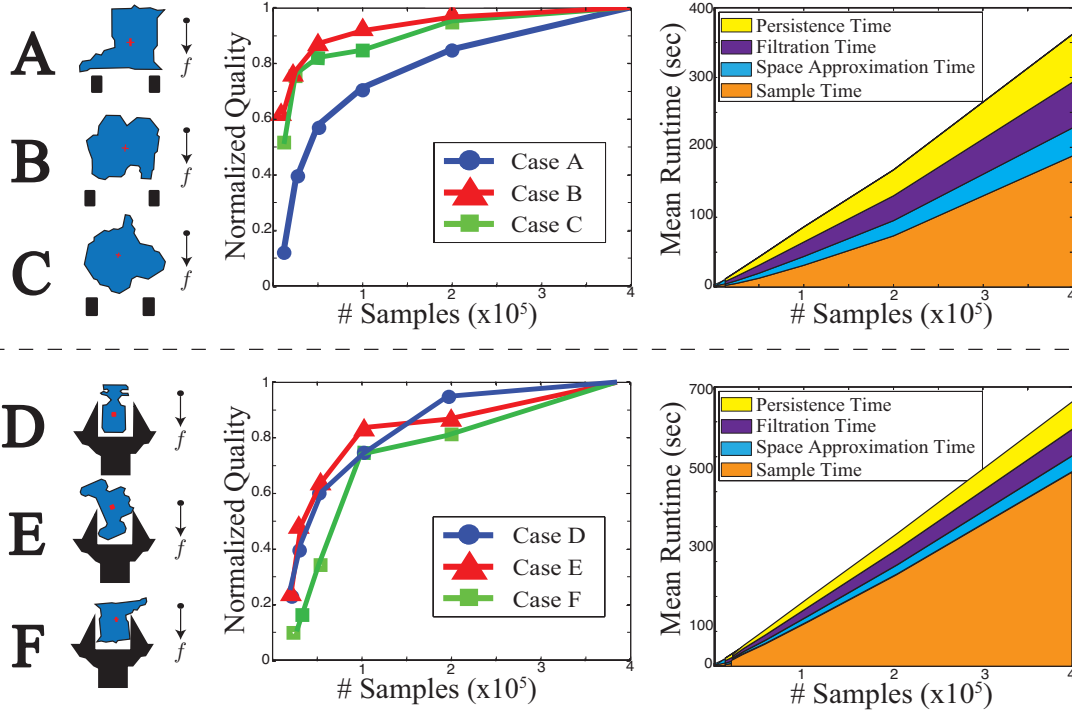 A
f
B
f
C
f
Normalized Quality
1
0.8
0.6
0.4
0.2
0
Case A
Case B
Case C
0
1
2
3
4
# Samples (x10⁵)
Mean Runtime (sec)
400
300
200
100
0
Persistence Time
Filtration Time
Space Approximation Time
Sample Time
0
1
2
3
4
# Samples (x10⁵)
D
f
E
f
F
f
Normalized Quality
1
0.8
0.6
0.4
0.2
0
Case D
Case E
Case F
0
1
2
3
4
# Samples (x10⁵)
Mean Runtime (sec)
700
500
300
100
0
Persistence Time
Filtration Time
Space Approximation Time
Sample Time
0
1
2
3
4
# Samples (x10⁵)